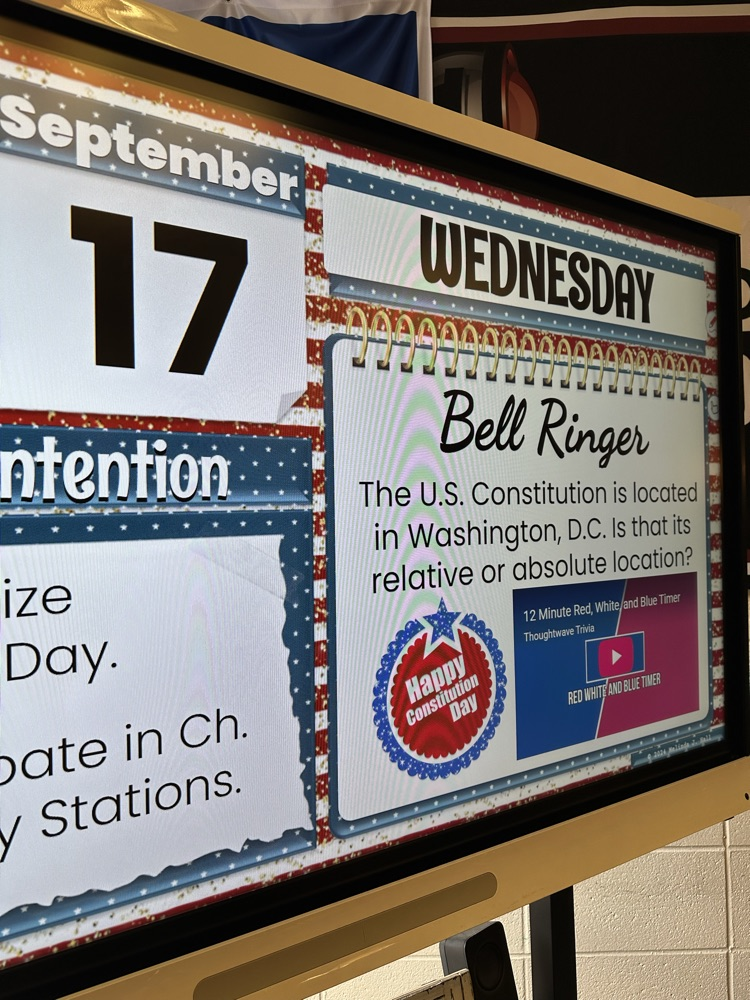 September
17
ntention
ize
Day.
pate in Ch.
y Stations.
WEDNESDAY
Bell Ringer
The U.S. Constitution is located
in Washington, D.C. Is that its
relative or absolute location?
Happy
Constitution
Day
12 Minute Red, White and Blue Timer
Thoughtwave Trivia
RED WHITE AND BLUE TIMER